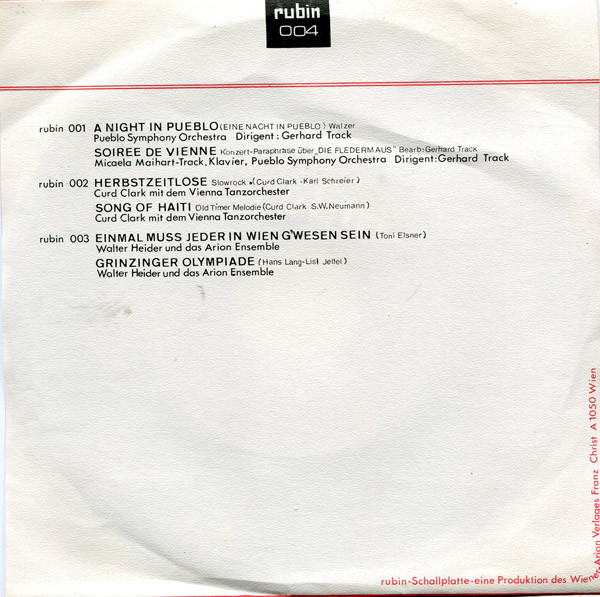 rubin
004
rubin 001 A NIGHT IN PUEBLO (EINE NACHT IN PUEBLO) Walzer
Pueblo Symphony Orchestra Dirigent: Gerhard Track
SOIREE DE VIENNE Konzert-Paraphrase über „DIE FLEDERMAUS" Bearb: Gerhard Track
Micaela Maihart-Track, Klavier, Pueblo Symphony Orchestra Dirigent: Gerhard Track
rubin 002 HERBSTZEITLOSE Slowrock (Curd Clark - Karl Schreier)
Curd Clark mit dem Vienna Tanzorchester
SONG OF HAITI Old Timer Melodie (Curd Clark S.W. Neumann)
Curd Clark mit dem Vienna Tanzorchester
rubin 003 EINMAL MUSS JEDER IN WIEN G'WESEN SEIN (Toni Elsner)
Walter Heider und das Arion Ensemble
GRINZINGER OLYMPIADE (Hans Lang-Lisl Jettel)
Walter Heider und das Arion Ensemble
rubin-Schallplatte-eine Produktion des Wiener-Arion Verlages Franz Christ A 1050 Wien